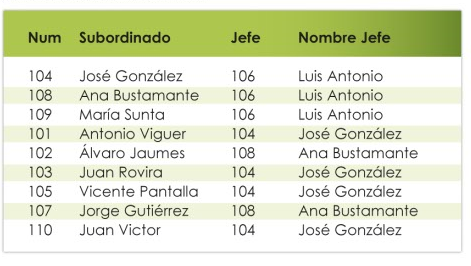 Num Subordinado Jefe Nombre Jefe
104 José González 106 Luis Antonio
108 Ana Bustamante 106 Luis Antonio
109 María Sunta 106 Luis Antonio
101 Antonio Viguer 104 José González
102 Álvaro Jaumes 108 Ana Bustamante
103 Juan Rovira 104 José González
105 Vicente Pantalla 104 José González
107 Jorge Gutiérrez 108 Ana Bustamante
110 Juan Victor 104 José González